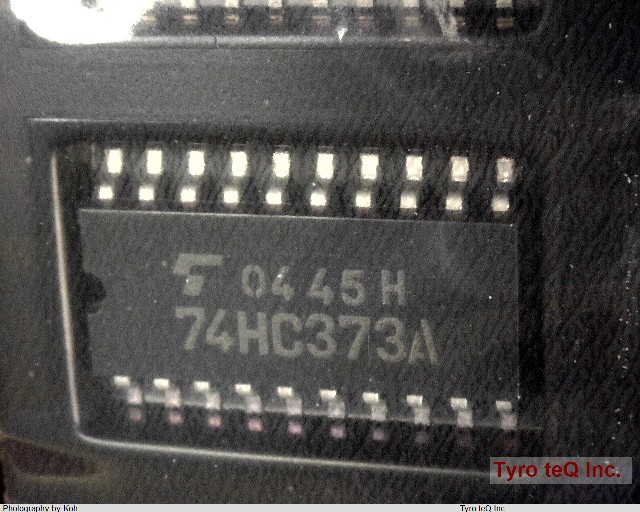 0445H
74HC373A
Tyro teQ Inc.
Photography by Koh
Tyro teQ Inc